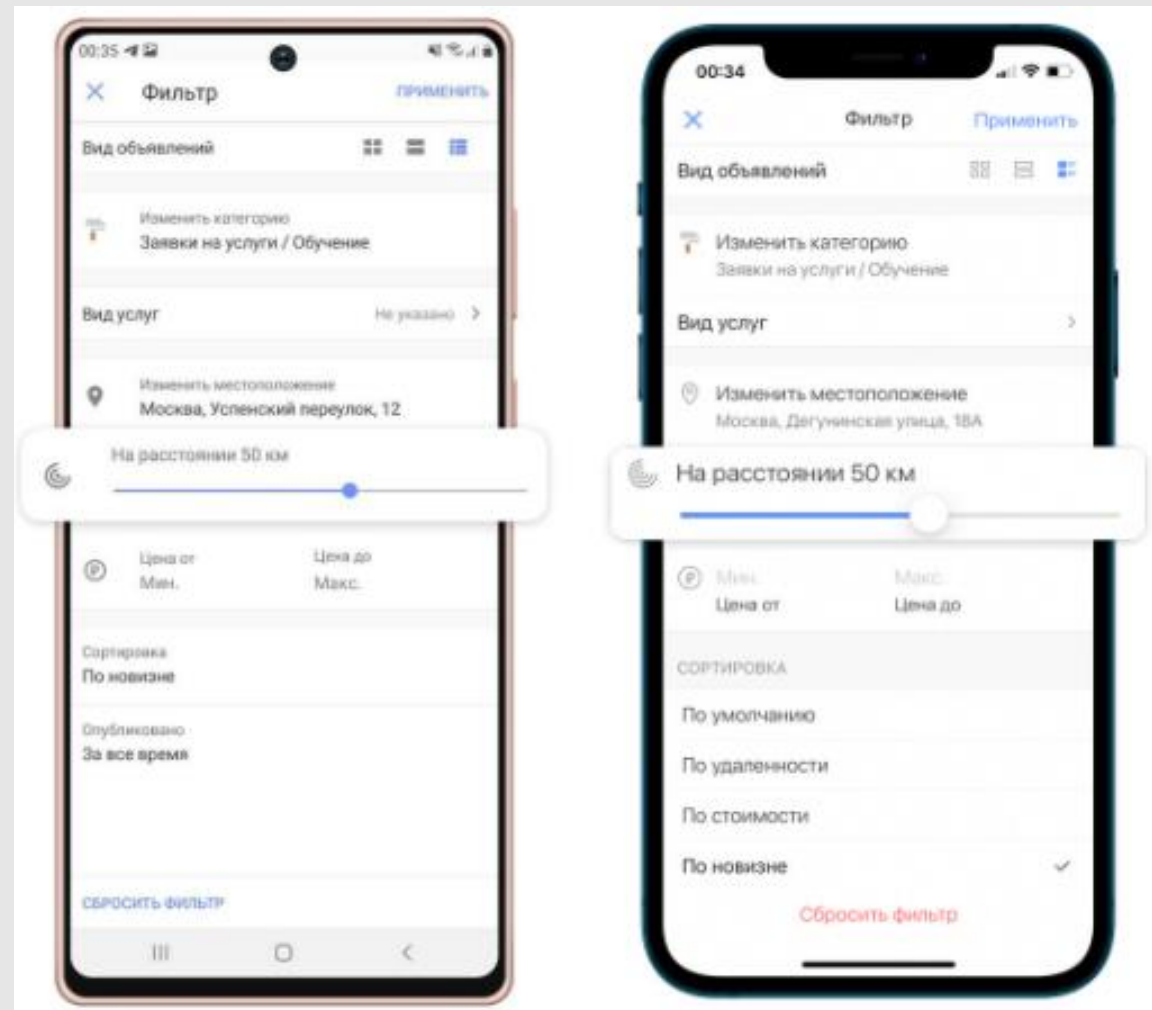 00:35
Фильтр ПРИМЕНИТЬ
Вид объявлений
Изменить категорию
Заявки на услуги / Обучение
Вид услуг Не указано
Изменить местоположение
Москва, Успенский переулок, 12
На расстоянии 50 км
Цена от Цена до
Мин. Макс.
Сортировка
По новизне
Опубликовано
За все время
СБРОСИТЬ ФИЛЬТР
00:34
Фильтр Применить
Вид объявлений
Изменить категорию
Заявки на услуги / Обучение
Вид услуг
Изменить местоположение
Москва, Дегунинская улица, 18А
На расстоянии 50 км
Мин. Макс.
Цена от Цена до
СОРТИРОВКА
По умолчанию
По удаленности
По стоимости
По новизне
Сбросить фильтр